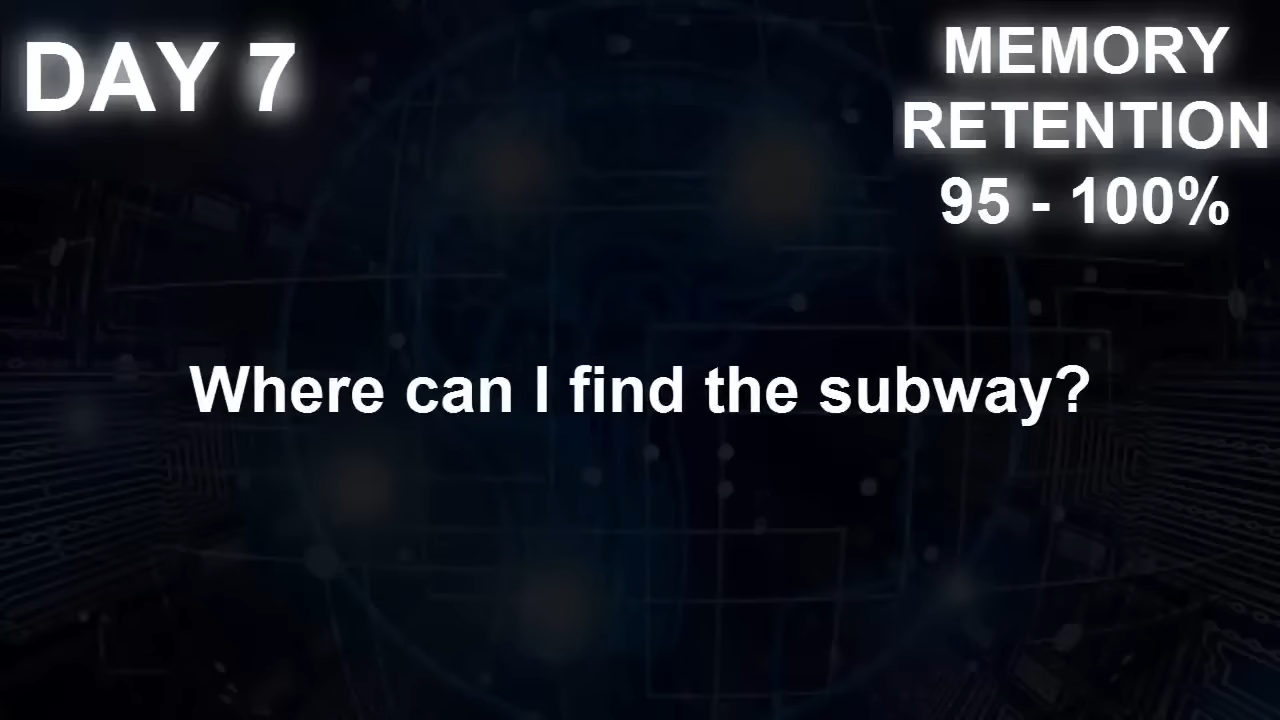 DAY 7
MEMORY
RETENTION
95 - 100%
Where can I find the subway?